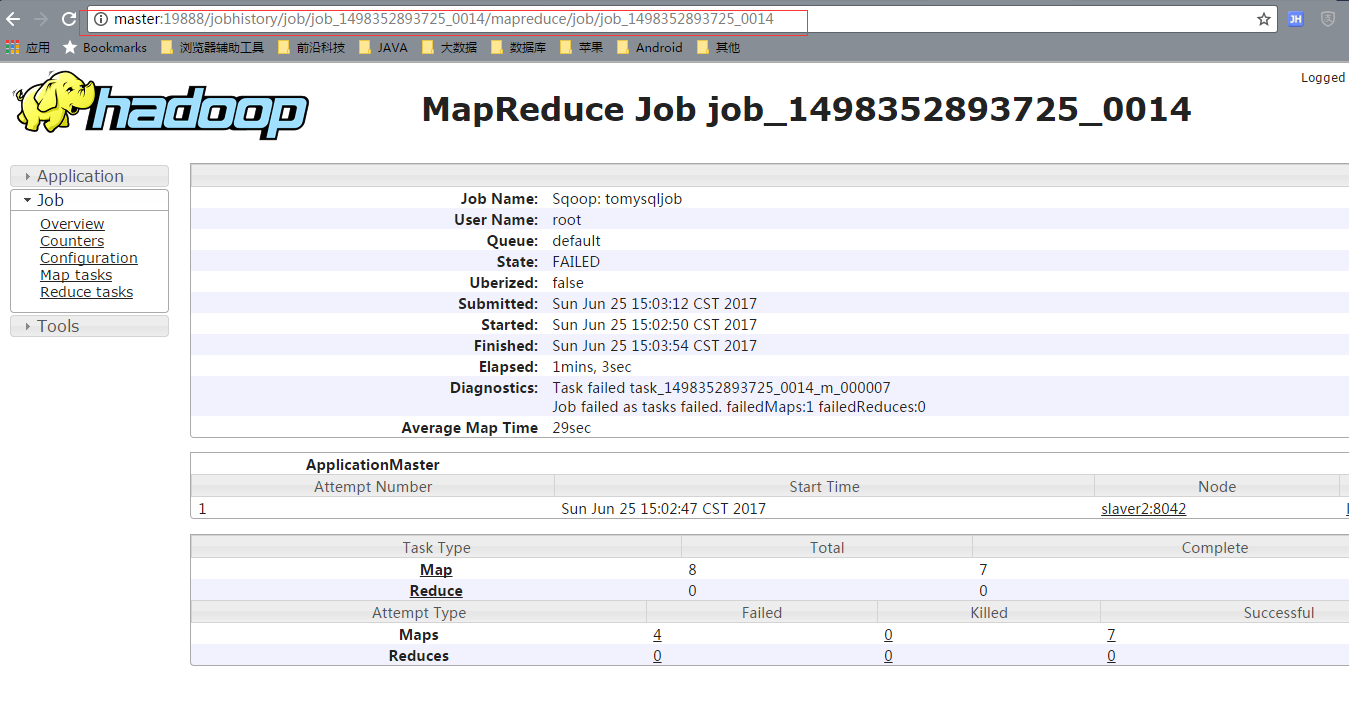 master:19888/jobhistory/job/job_1498352893725_0014/mapreduce/job/job_1498352893725_0014
JH
应用 Bookmarks 浏览器辅助工具 前沿科技 JAVA 大数据 数据库 苹果 Android 其他
Logged
hadoop
MapReduce Job job_1498352893725_0014
Application
Job
Overview
Counters
Configuration
Map tasks
Reduce tasks
Tools
Job Name: Sqoop: tomysqljob
User Name: root
Queue: default
State: FAILED
Uberized: false
Submitted: Sun Jun 25 15:03:12 CST 2017
Started: Sun Jun 25 15:02:50 CST 2017
Finished: Sun Jun 25 15:03:54 CST 2017
Elapsed: 1mins, 3sec
Diagnostics: Task failed task_1498352893725_0014_m_000007
Job failed as tasks failed. failedMaps:1 failedReduces:0
Average Map Time 29sec
ApplicationMaster
Attempt Number Start Time Node
1 Sun Jun 25 15:02:47 CST 2017 slaver2:8042
Task Type Total Complete
Map 8 7
Reduce 0 0
Attempt Type Failed Killed Successful
Maps 4 0 7
Reduces 0 0 0